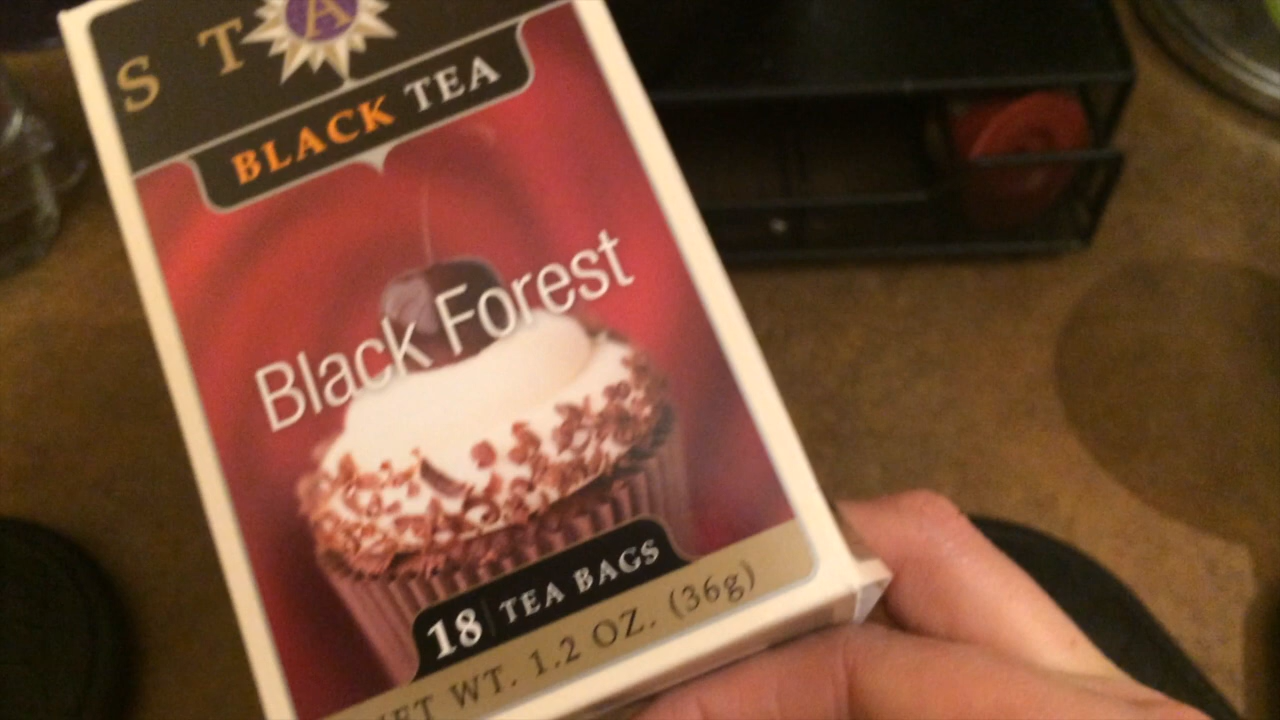 S T A
BLACK TEA
Black Forest
18 TEA BAGS
WT. 1.2 OZ. (36g)